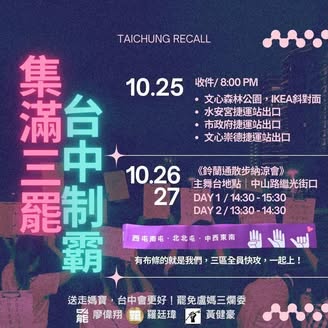 TAICHUNG RECALL
集滿三罷
台中制霸
10.25
收件/ 8:00 PM
文心森林公園，IKEA斜對面
水安宮捷運站出口
市政府捷運站出口
文心崇德捷運站出口
10.26
27
《鈴蘭通散步納涼會》
主舞台地點｜中山路繼光街口
DAY 1 / 14:30 - 15:30
DAY 2 / 13:30 - 14:30
西屯南屯・北北屯・中西東南
有布條的就是我們，三區全員快攻，一起上！
送走媽寶，台中會更好！罷免盧媽三爛委
罷 廖偉翔 羅廷瑋 黃健豪